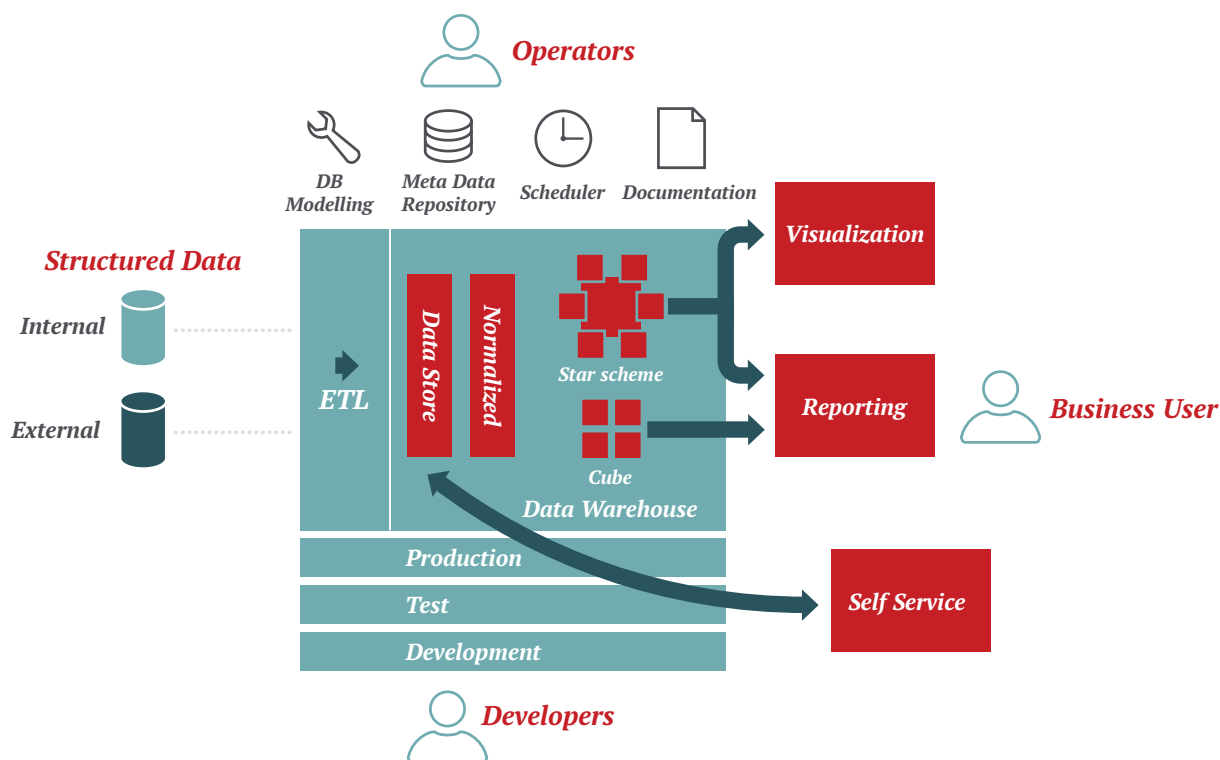 Operators
DB
Modelling
Meta Data
Repository
Scheduler
Documentation
Structured Data
Internal
External
ETL
Data Store
Normalized
Star scheme
Cube
Data Warehouse
Visualization
Reporting
Business User
Production
Test
Development
Self Service
Developers